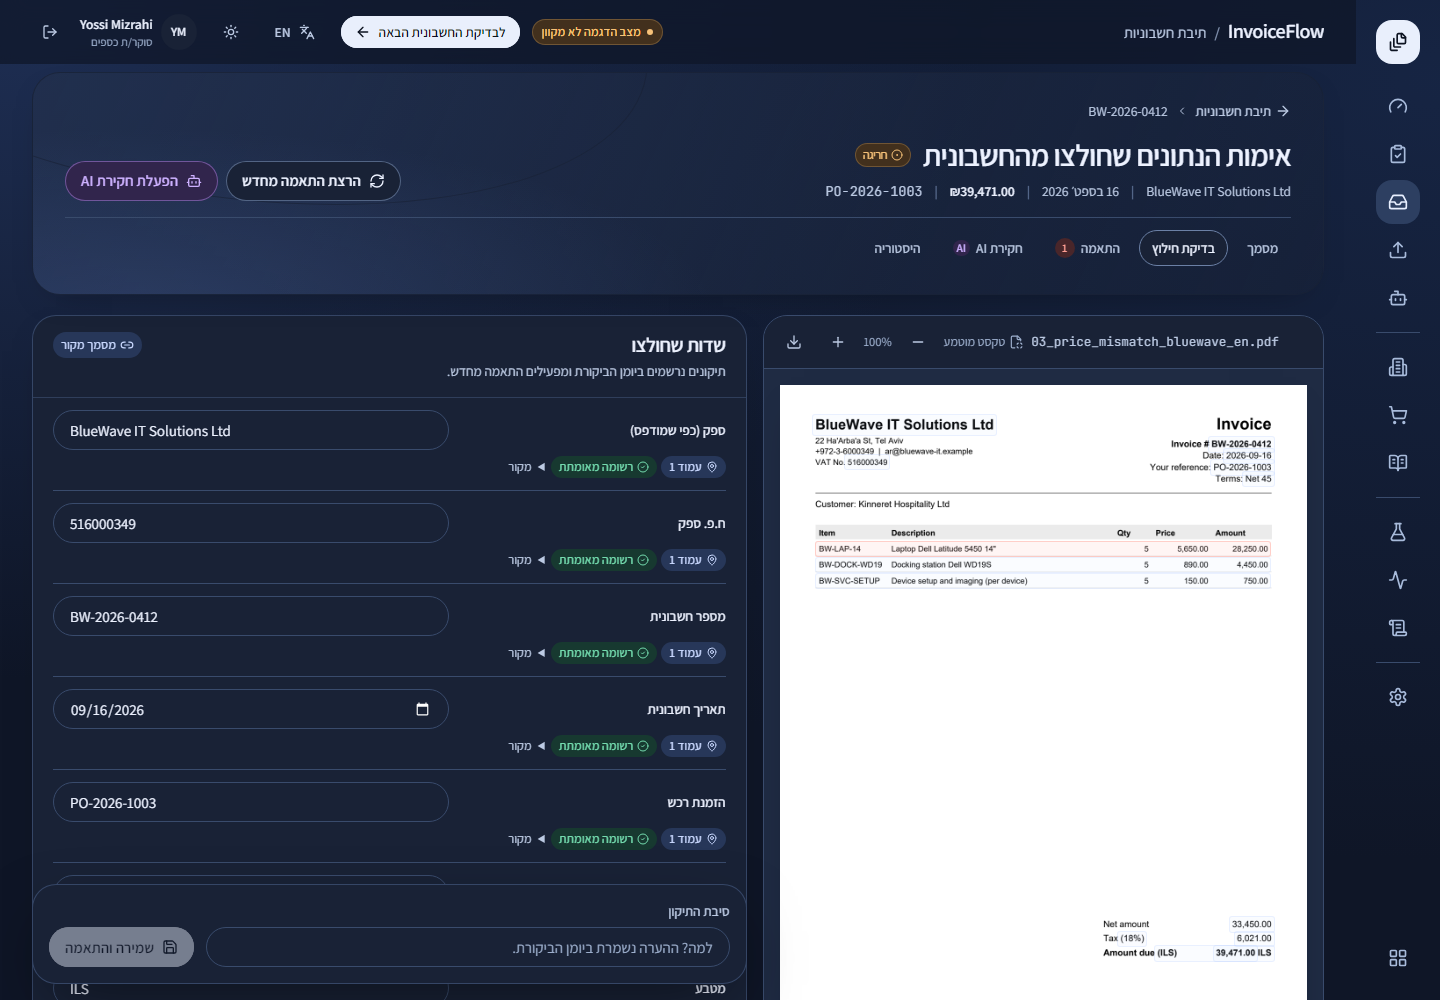 InvoiceFlow / תיבת חשבוניות
מצב הדגמה לא מקוון
לבדיקת החשבונית הבאה
EN
YM
Yossi Mizrahi
סוקר/ת כספים
תיבת חשבוניות › BW-2026-0412
אימות הנתונים שחולצו מהחשבונית
חריגה
BlueWave IT Solutions Ltd | 16 בספט׳ 2026 | ₪39,471.00 | PO-2026-1003
הרצת התאמה מחדש
הפעלת חקירת AI
מסמך
בדיקת חילוץ
התאמה 1
חקירת AI AI
היסטוריה
03_price_mismatch_bluewave_en.pdf
טקסט מוטמע
100%
BlueWave IT Solutions Ltd
22 Ha'Arba'a St, Tel Aviv
+972-3-6000349 | ar@bluewave-it.example
VAT No. 516000349
Invoice
Invoice # BW-2026-0412
Date: 2026-09-16
Your reference: PO-2026-1003
Terms: Net 45
Customer: Kinneret Hospitality Ltd
Item Description Qty Price Amount
BW-LAP-14 Laptop Dell Latitude 5450 14" 5 5,650.00 28,250.00
BW-DOCK-WD19 Docking station Dell WD19S 5 890.00 4,450.00
BW-SVC-SETUP Device setup and imaging (per device) 5 150.00 750.00
Net amount 33,450.00
Tax (18%) 6,021.00
Amount due (ILS) 39,471.00 ILS
שדות שחולצו
מסמך מקור
תיקונים נרשמים ביומן הביקורת ומפעילים התאמה מחדש.
ספק (כפי שמודפס)
BlueWave IT Solutions Ltd
עמוד 1 רשומה מאומתת מקור
ח.פ. ספק
516000349
עמוד 1 רשומה מאומתת מקור
מספר חשבונית
BW-2026-0412
עמוד 1 רשומה מאומתת מקור
תאריך חשבונית
09/16/2026
עמוד 1 רשומה מאומתת מקור
הזמנת רכש
PO-2026-1003
עמוד 1 רשומה מאומתת מקור
סיבת התיקון
למה? ההערה נשמרת ביומן הביקורת.
שמירה והתאמה
מטבע
ILS